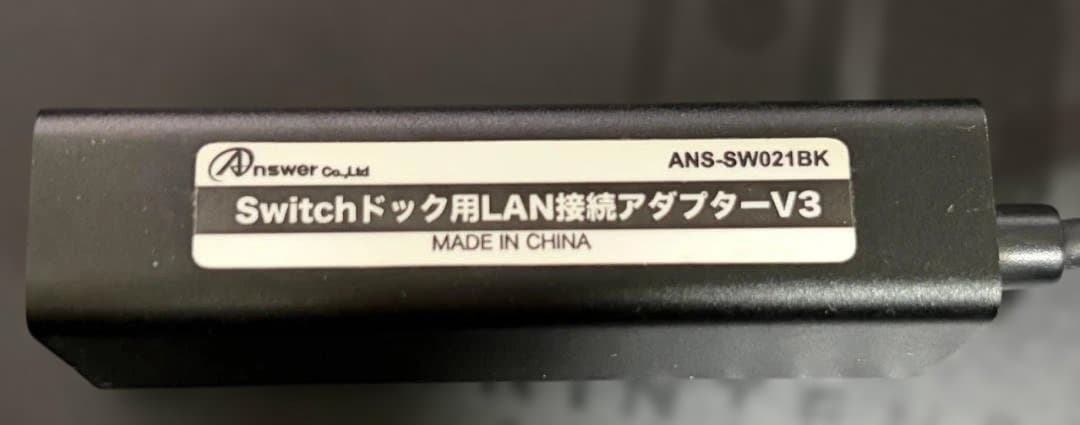 Answer Co.,Ltd ANS-SW021BK
Switchドック用LAN接続アダプターV3
MADE IN CHINA